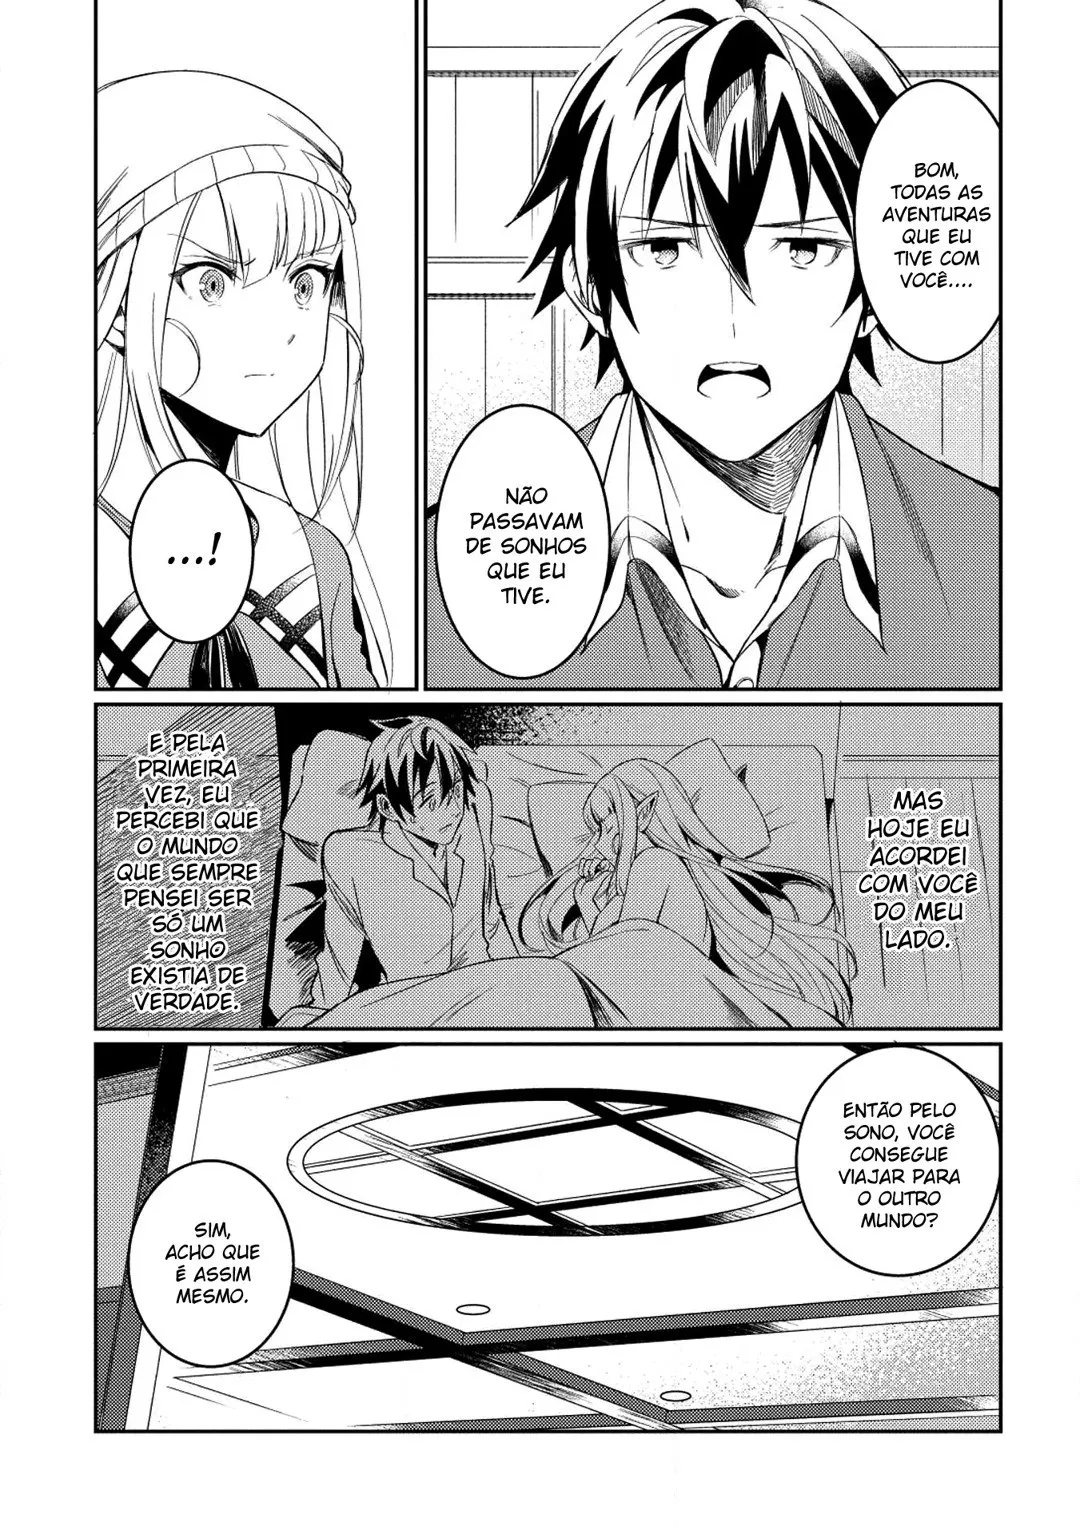 BOM,
TODAS AS
AVENTURAS
QUE EU
TIVE COM
VOCÊ....
NÃO
PASSAVAM
DE SONHOS
QUE EU
TIVE.
...!
MAS
HOJE EU
ACORDEI
COM VOCÊ
DO MEU
LADO.
E PELA
PRIMEIRA
VEZ, EU
PERCEBI QUE
O MUNDO
QUE SEMPRE
PENSEI SER
SÓ UM
SONHO
EXISTIA DE
VERDADE.
ENTÃO PELO
SONO, VOCÊ
CONSEGUE
VIAJAR PARA
O OUTRO
MUNDO?
SIM,
ACHO QUE
É ASSIM
MESMO.